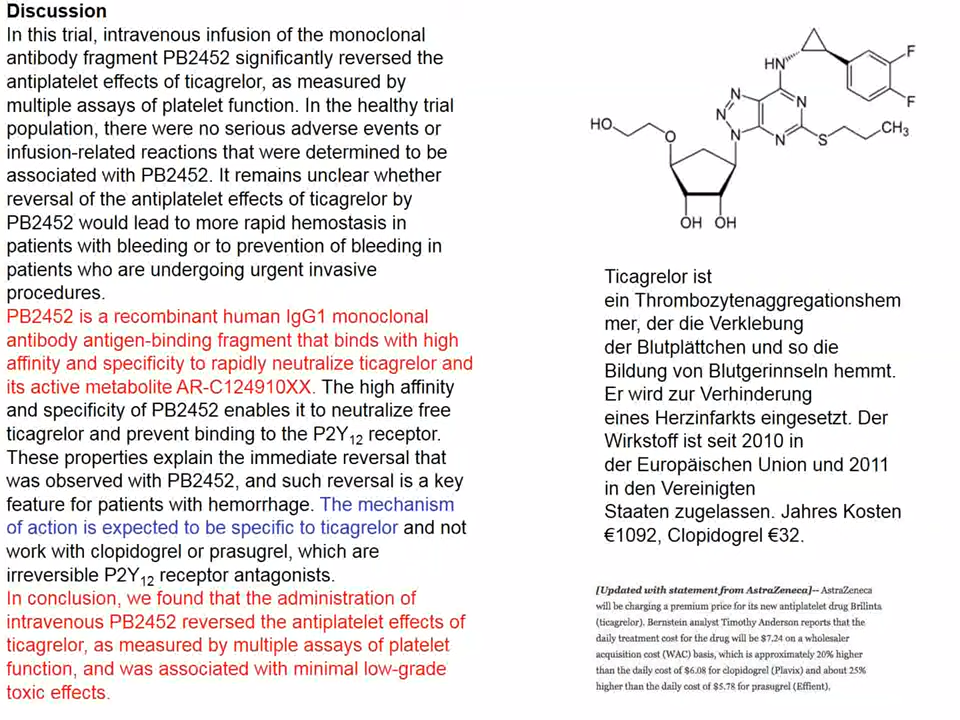 Discussion
In this trial, intravenous infusion of the monoclonal
antibody fragment PB2452 significantly reversed the
antiplatelet effects of ticagrelor, as measured by
multiple assays of platelet function. In the healthy trial
population, there were no serious adverse events or
infusion-related reactions that were determined to be
associated with PB2452. It remains unclear whether
reversal of the antiplatelet effects of ticagrelor by
PB2452 would lead to more rapid hemostasis in
patients with bleeding or to prevention of bleeding in
patients who are undergoing urgent invasive
procedures.
PB2452 is a recombinant human IgG1 monoclonal
antibody antigen-binding fragment that binds with high
affinity and specificity to rapidly neutralize ticagrelor and
its active metabolite AR-C124910XX. The high affinity
and specificity of PB2452 enables it to neutralize free
ticagrelor and prevent binding to the P2Y12 receptor.
These properties explain the immediate reversal that
was observed with PB2452, and such reversal is a key
feature for patients with hemorrhage. The mechanism
of action is expected to be specific to ticagrelor and not
work with clopidogrel or prasugrel, which are
irreversible P2Y12 receptor antagonists.
In conclusion, we found that the administration of
intravenous PB2452 reversed the antiplatelet effects of
ticagrelor, as measured by multiple assays of platelet
function, and was associated with minimal low-grade
toxic effects.
HN
F
F
N
N
N
N
N
S
CH3
HO
O
OH OH
Ticagrelor ist
ein Thrombozytenaggregationshem
mer, der die Verklebung
der Blutplättchen und so die
Bildung von Blutgerinnseln hemmt.
Er wird zur Verhinderung
eines Herzinfarkts eingesetzt. Der
Wirkstoff ist seit 2010 in
der Europäischen Union und 2011
in den Vereinigten
Staaten zugelassen. Jahres Kosten
€1092, Clopidogrel €32.
[Updated with statement from AstraZeneca]-- AstraZeneca
will be charging a premium price for its new antiplatelet drug Brilinta
(ticagrelor). Bernstein analyst Timothy Anderson reports that the
daily treatment cost for the drug will be $7.24 on a wholesaler
acquisition cost (WAC) basis, which is approximately 20% higher
than the daily cost of $6.08 for clopidogrel (Plavix) and about 25%
higher than the daily cost of $5.78 for prasugrel (Effient).